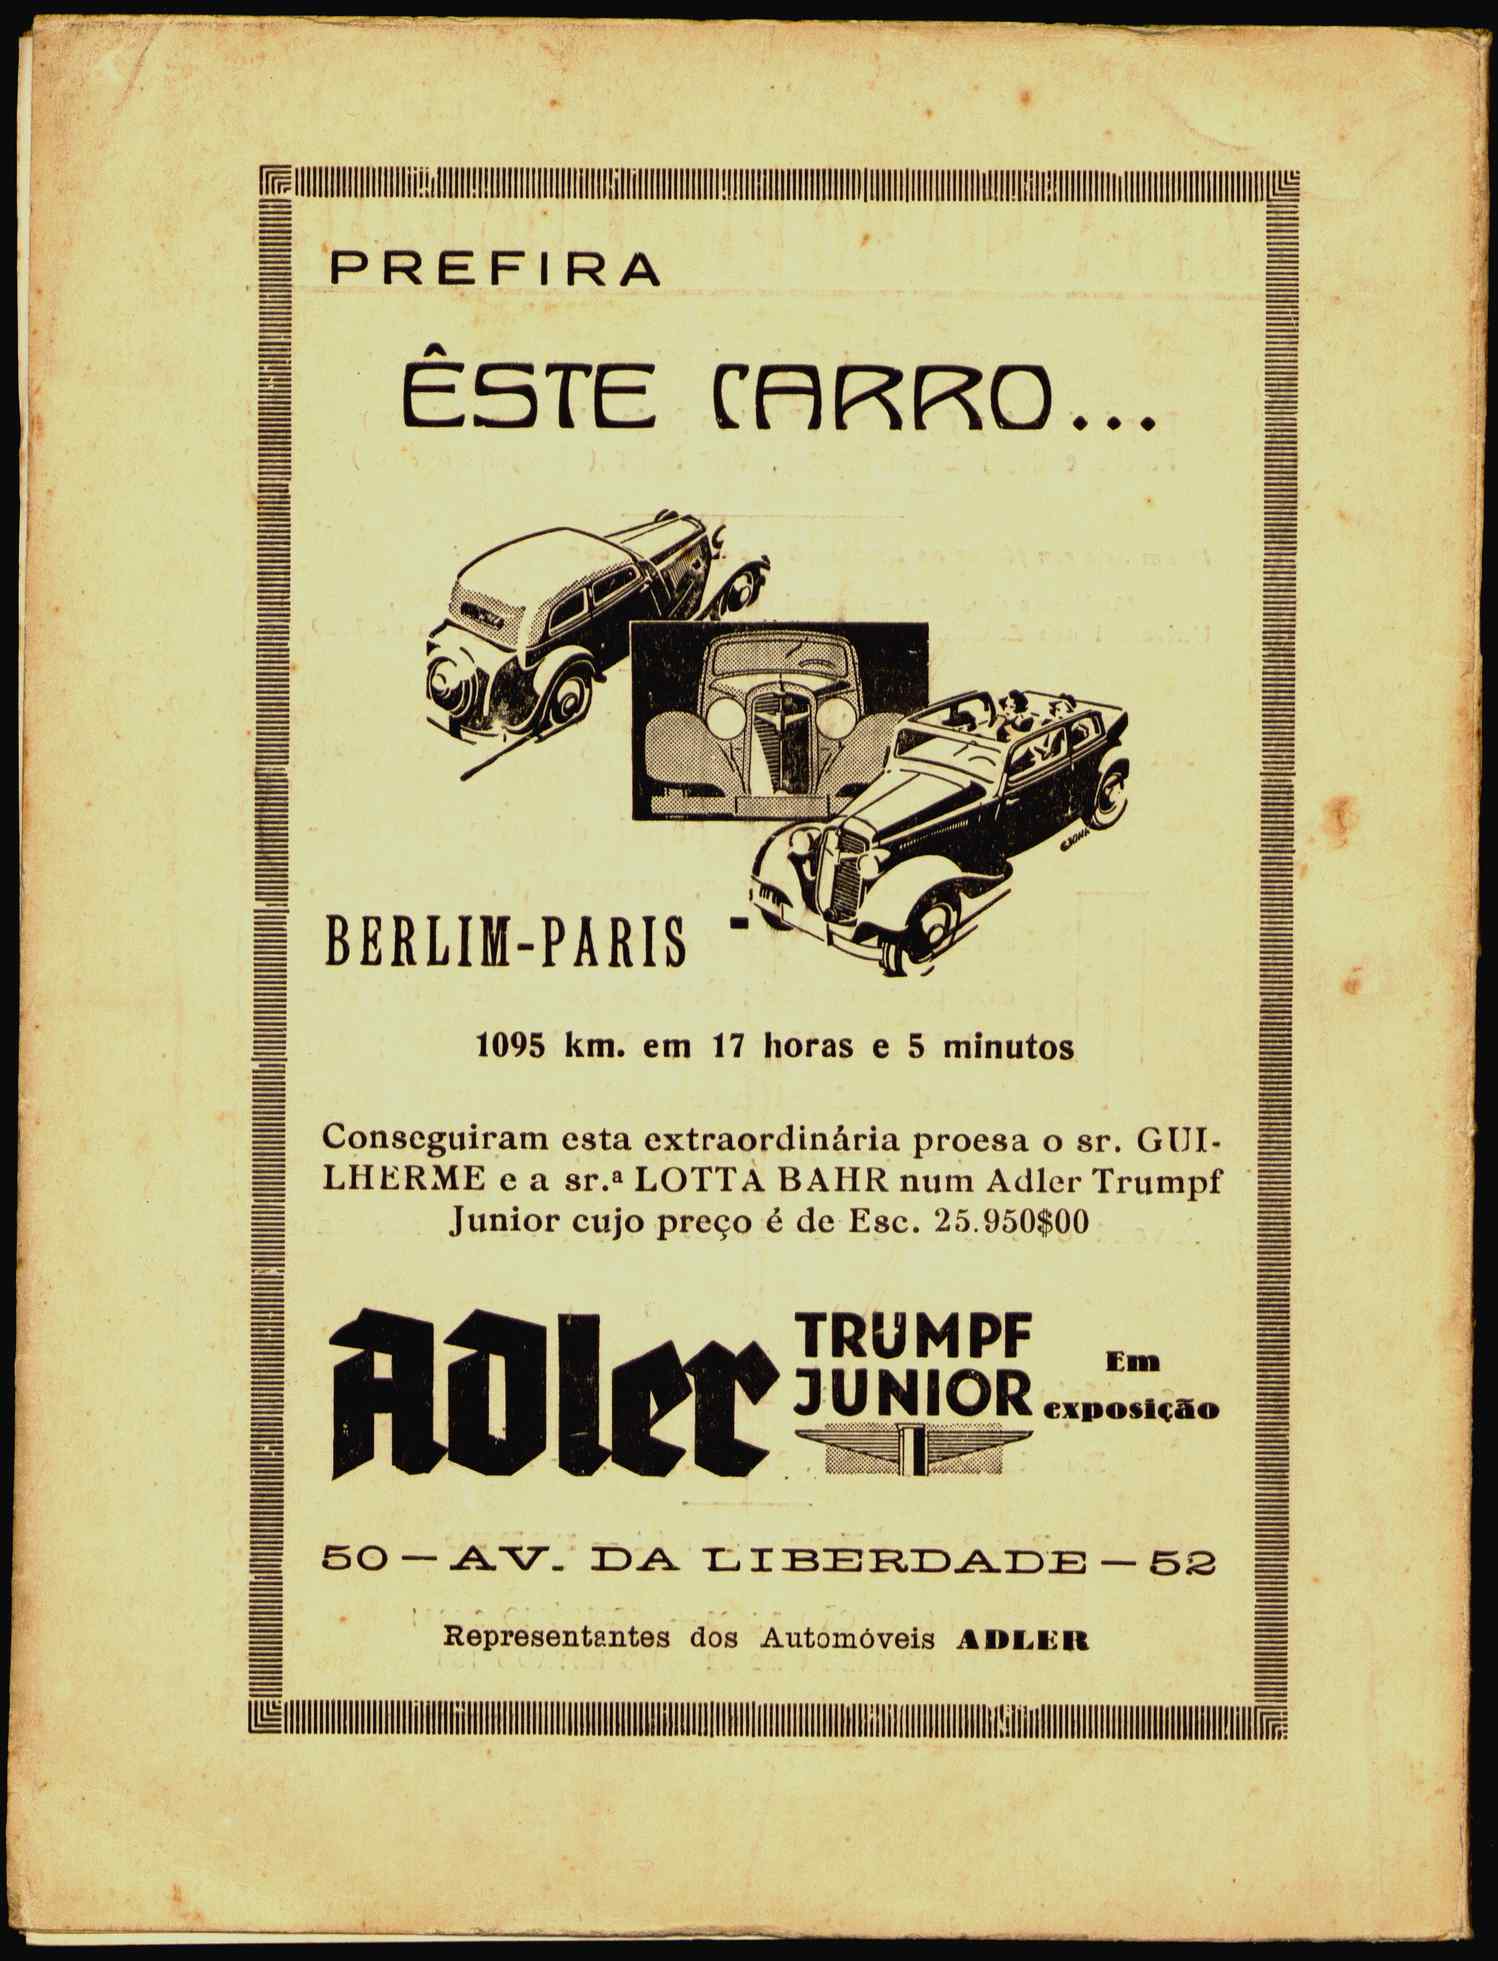 PREFIRA
ÊSTE CARRO...
BERLIM-PARIS -
1095 km. em 17 horas e 5 minutos
Conseguiram esta extraordinária proesa o sr. GUI-
LHERME e a sr.ª LOTTA BAHR num Adler Trumpf
Junior cujo preço é de Esc. 25.950$00
Adler TRUMPF
JUNIOR
Em
exposição
50 — AV. DA LIBERDADE — 52
Representantes dos Automóveis ADLER